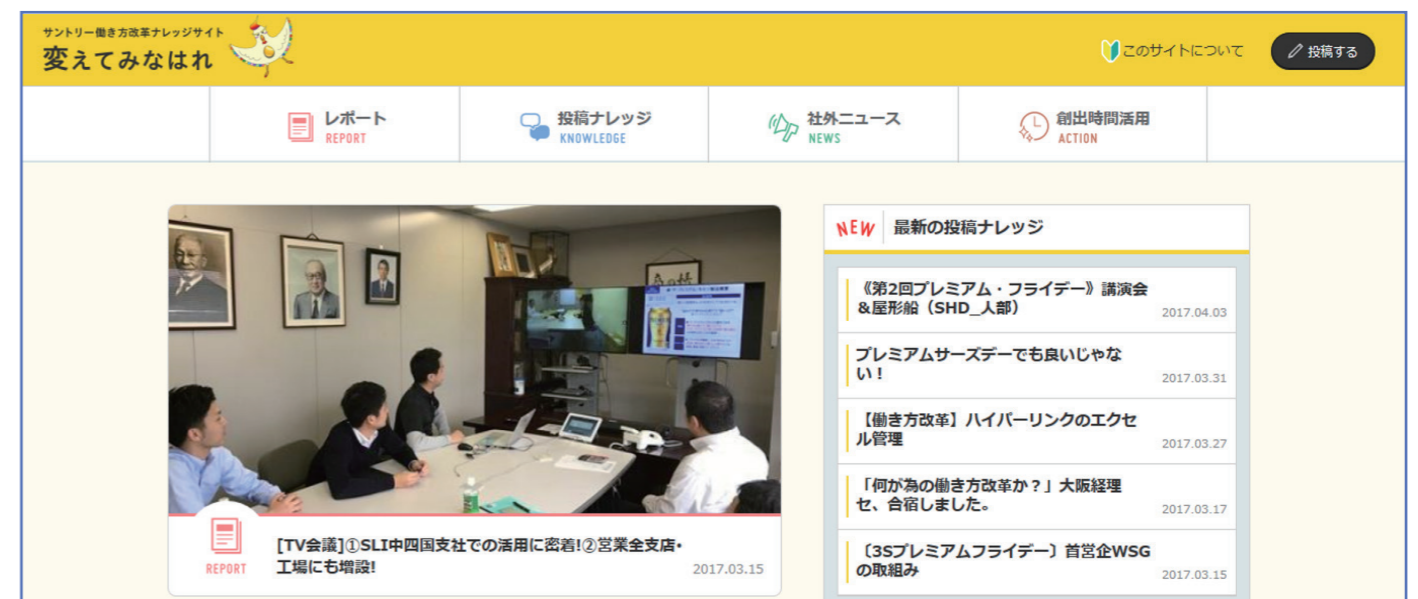 サントリー働き方改革ナレッジサイト
変えてみなはれ
このサイトについて
投稿する
レポート
REPORT
投稿ナレッジ
KNOWLEDGE
社外ニュース
NEWS
創出時間活用
ACTION
REPORT
[TV会議]①SLI中四国支社での活用に密着!②営業全支店・
工場にも増設!
2017.03.15
NEW
最新の投稿ナレッジ
《第2回プレミアム・フライデー》講演会
&屋形船（SHD_人部）
2017.04.03
プレミアムサーズデーでも良いじゃな
い！
2017.03.31
【働き方改革】ハイパーリンクのエクセ
ル管理
2017.03.27
「何が為の働き方改革か？」大阪経理
セ、合宿しました。
2017.03.17
〔3Sプレミアムフライデー〕首営企WSG
の取組み
2017.03.15